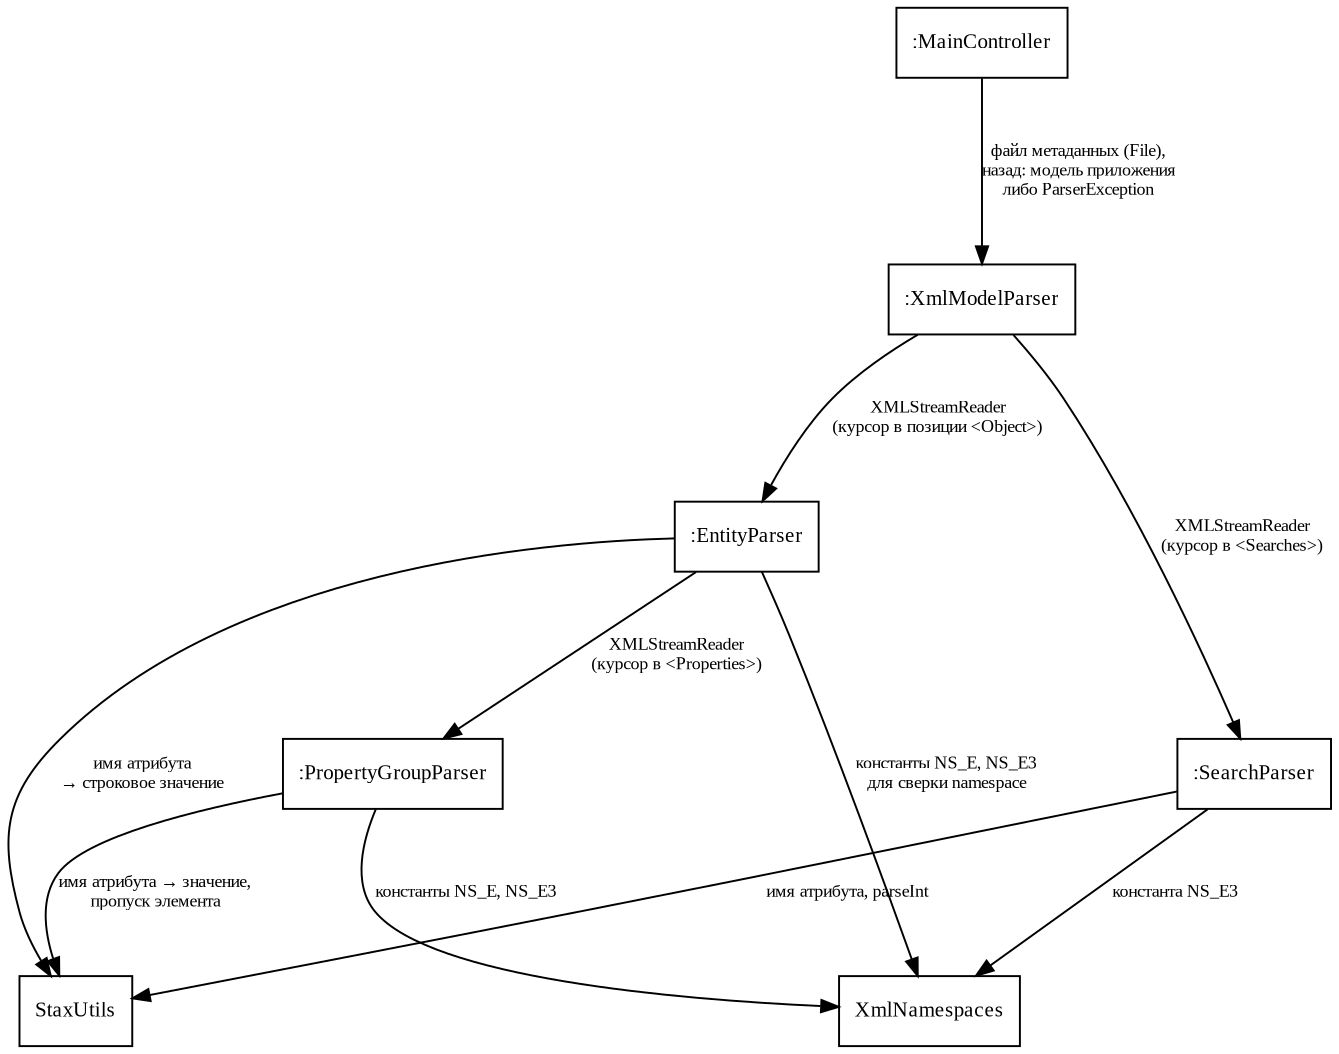 :MainController
файл метаданных (File),
назад: модель приложения
либо ParserException
:XmlModelParser
XMLStreamReader
(курсор в позиции <Object>)
XMLStreamReader
(курсор в <Searches>)
:EntityParser
XMLStreamReader
(курсор в <Properties>)
имя атрибута
→ строковое значение
:PropertyGroupParser
константы NS_E, NS_E3
для сверки namespace
:SearchParser
имя атрибута → значение,
пропуск элемента
константы NS_E, NS_E3
имя атрибута, parseInt
константа NS_E3
StaxUtils
XmlNamespaces